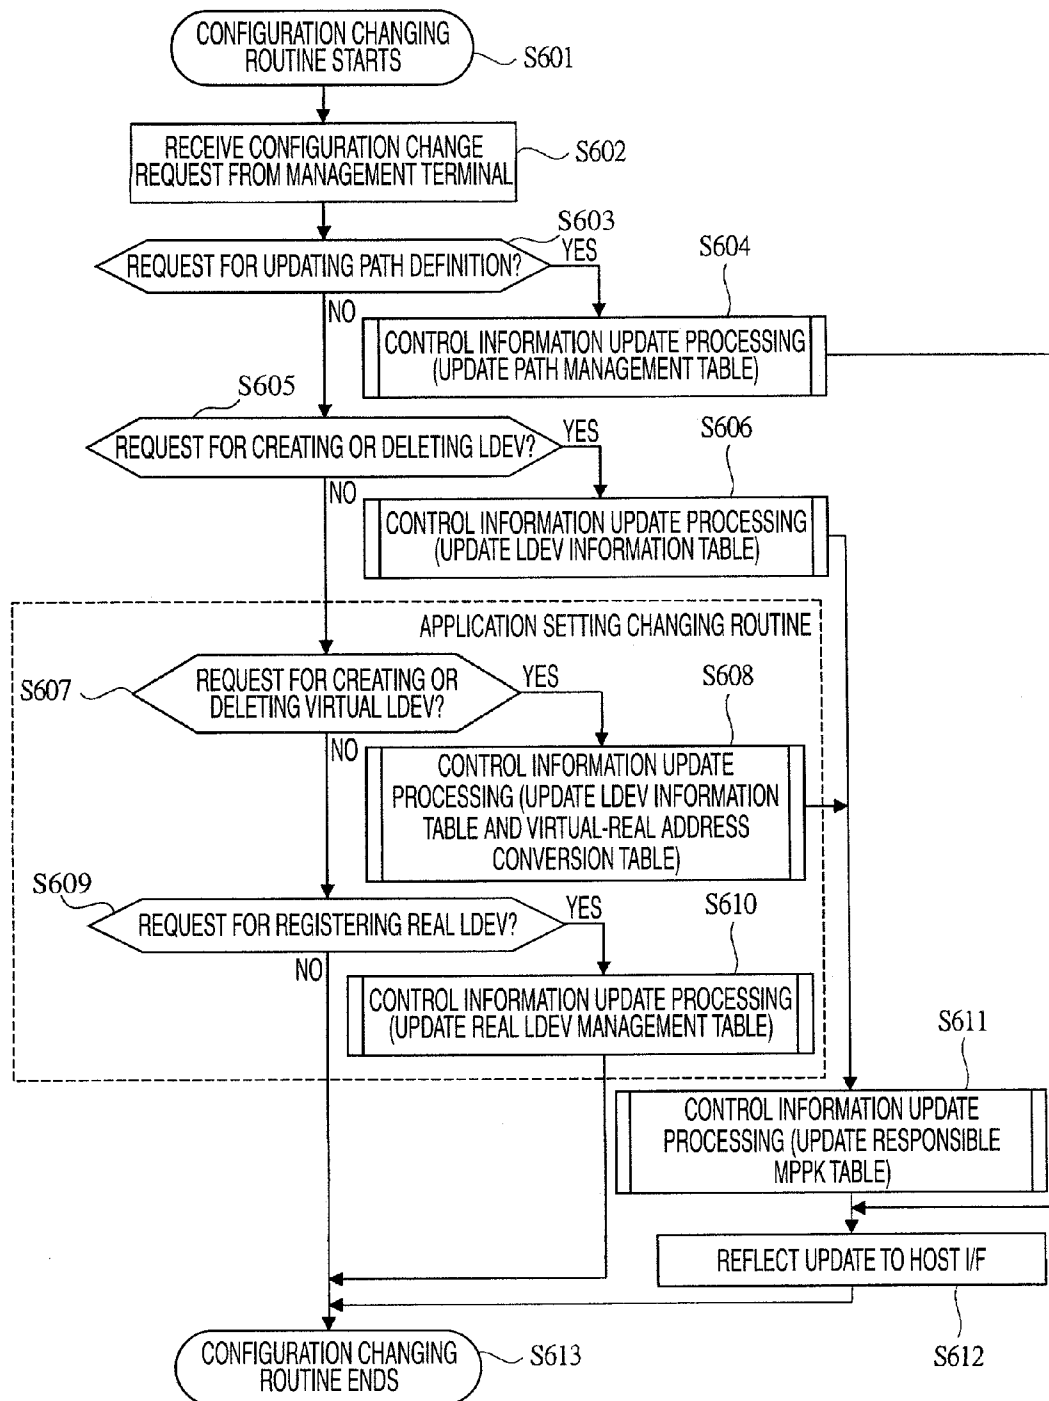 CONFIGURATION CHANGING
ROUTINE STARTS
S601
RECEIVE CONFIGURATION CHANGE
REQUEST FROM MANAGEMENT TERMINAL
S602
S603
REQUEST FOR UPDATING PATH DEFINITION?
YES
NO
S604
CONTROL INFORMATION UPDATE PROCESSING
(UPDATE PATH MANAGEMENT TABLE)
S605
REQUEST FOR CREATING OR DELETING LDEV?
YES
NO
S606
CONTROL INFORMATION UPDATE PROCESSING
(UPDATE LDEV INFORMATION TABLE)
APPLICATION SETTING CHANGING ROUTINE
S607
REQUEST FOR CREATING OR
DELETING VIRTUAL LDEV?
YES
NO
S608
CONTROL INFORMATION UPDATE
PROCESSING (UPDATE LDEV INFORMATION
TABLE AND VIRTUAL-REAL ADDRESS
CONVERSION TABLE)
S609
REQUEST FOR REGISTERING REAL LDEV?
YES
NO
S610
CONTROL INFORMATION UPDATE PROCESSING
(UPDATE REAL LDEV MANAGEMENT TABLE)
S611
CONTROL INFORMATION UPDATE
PROCESSING (UPDATE RESPONSIBLE
MPPK TABLE)
REFLECT UPDATE TO HOST I/F
S612
CONFIGURATION CHANGING
ROUTINE ENDS
S613